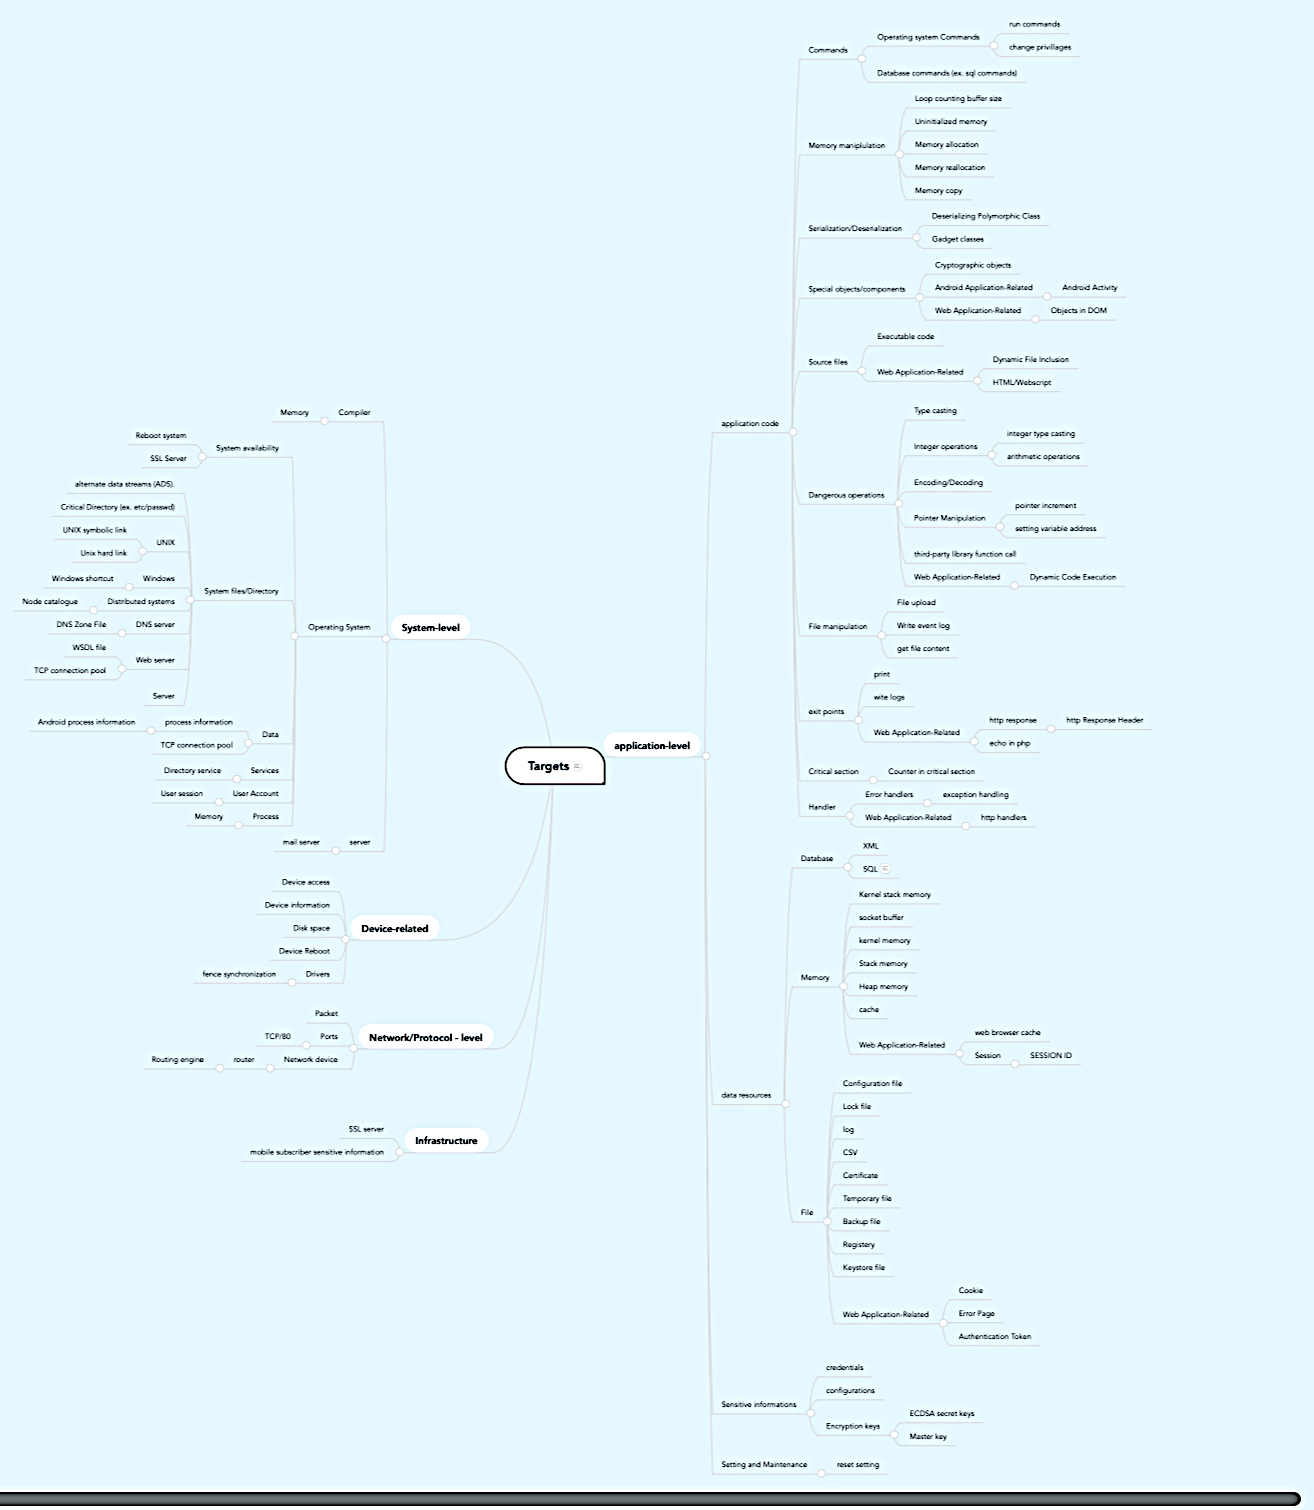 Targets
System-level
Compiler
Memory
Operating System
System availability
Reboot system
SSL Server
System files/Directory
alternate data streams (ADS).
Critical Directory (ex. etc/passwd)
UNIX
UNIX symbolic link
Unix hard link
Windows
Windows shortcut
Distributed systems
Node catalogue
DNS server
DNS Zone File
Web server
WSDL file
TCP connection pool
Server
Data
process information
Android process information
TCP connection pool
Services
Directory service
User Account
User session
Process
Memory
server
mail server
Device-related
Device access
Device information
Disk space
Device Reboot
Drivers
fence synchronization
Network/Protocol - level
Packet
Ports
TCP/80
Network device
router
Routing engine
Infrastructure
SSL server
mobile subscriber sensitive information
application-level
application code
Commands
Operating system Commands
run commands
change privillages
Database commands (ex. sql commands)
Memory maniplulation
Loop counting buffer size
Uninitialized memory
Memory allocation
Memory reallocation
Memory copy
Serialization/Deserialization
Deserializing Polymorphic Class
Gadget classes
Special objects/components
Cryptographic objects
Android Application-Related
Android Activity
Web Application-Related
Objects in DOM
Source files
Executable code
Web Application-Related
Dynamic File Inclusion
HTML/Webscript
Dangerous operations
Type casting
Integer operations
integer type casting
arithmetic operations
Encoding/Decoding
Pointer Manipulation
pointer increment
setting variable address
third-party library function call
Web Application-Related
Dynamic Code Execution
File manipulation
File upload
Write event log
get file content
exit points
print
wite logs
Web Application-Related
http response
http Response Header
echo in php
Critical section
Counter in critical section
Handler
Error handlers
exception handling
Web Application-Related
http handlers
data resources
Database
XML
SQL
Memory
Kernel stack memory
socket buffer
kernel memory
Stack memory
Heap memory
cache
Web Application-Related
web browser cache
Session
SESSION ID
File
Configuration file
Lock file
log
CSV
Certificate
Temporary file
Backup file
Registery
Keystore file
Web Application-Related
Cookie
Error Page
Authentication Token
Sensitive informations
credentials
configurations
Encryption keys
ECDSA secret keys
Master key
Setting and Maintenance
reset setting